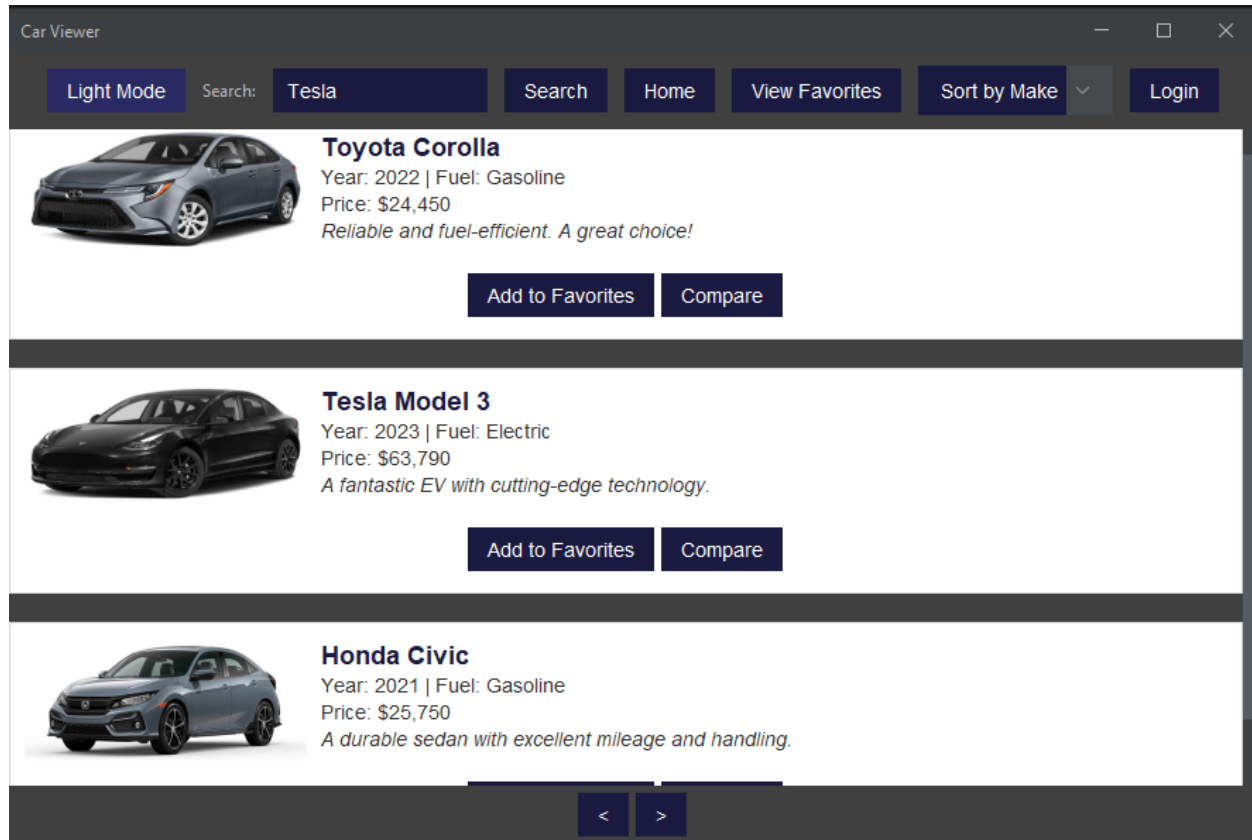 Car Viewer
Light Mode Search: Tesla Search Home View Favorites Sort by Make Login
Toyota Corolla
Year: 2022 | Fuel: Gasoline
Price: $24,450
Reliable and fuel-efficient. A great choice!
Add to Favorites Compare
Tesla Model 3
Year: 2023 | Fuel: Electric
Price: $63,790
A fantastic EV with cutting-edge technology.
Add to Favorites Compare
Honda Civic
Year: 2021 | Fuel: Gasoline
Price: $25,750
A durable sedan with excellent mileage and handling.
< >